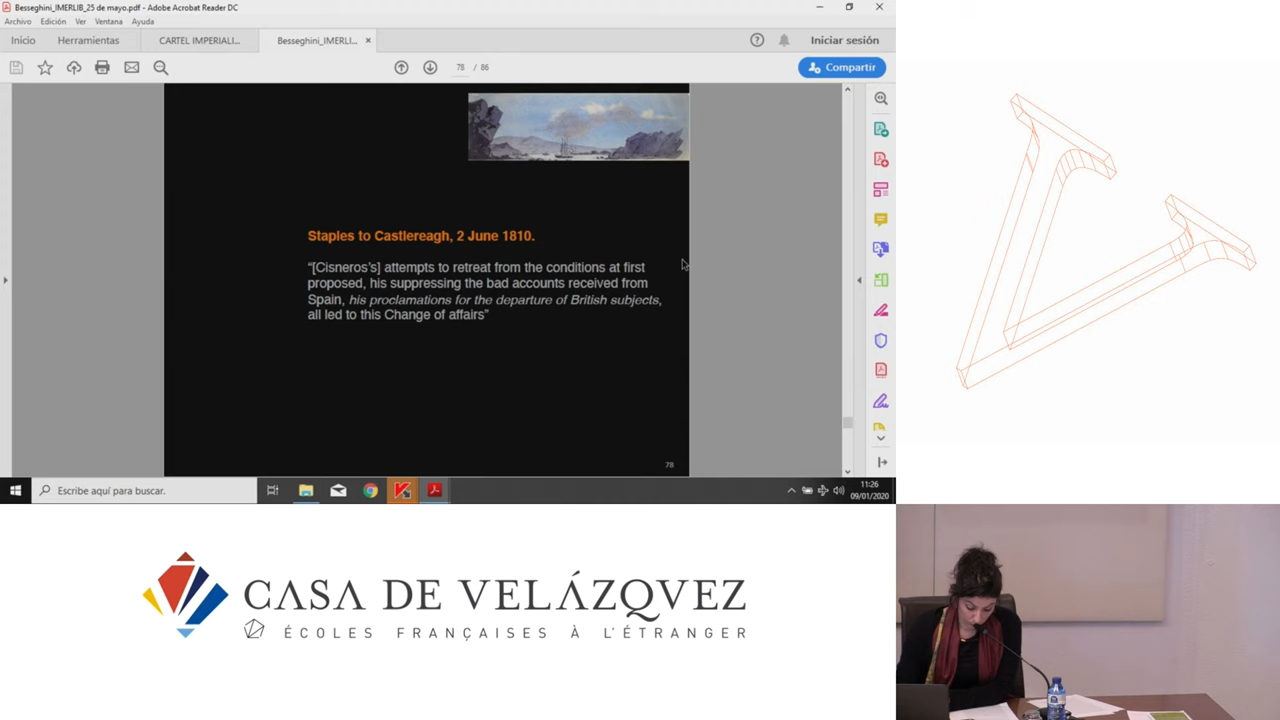 Besseghini_IMERLIB_25 de mayo.pdf - Adobe Acrobat Reader DC
Archivo Edición Ver Ventana Ayuda
Inicio Herramientas CARTEL IMPERIALI... Besseghini_IMERLI... × Iniciar sesión
78 / 86 Compartir
Staples to Castlereagh, 2 June 1810.
“[Cisneros's] attempts to retreat from the conditions at first
proposed, his suppressing the bad accounts received from
Spain, his proclamations for the departure of British subjects,
all led to this Change of affairs”
78
Escribe aquí para buscar. 11:26
09/01/2020
CASA DE VELÁZQVEZ
ÉCOLES FRANÇAISES À L'ÉTRANGER